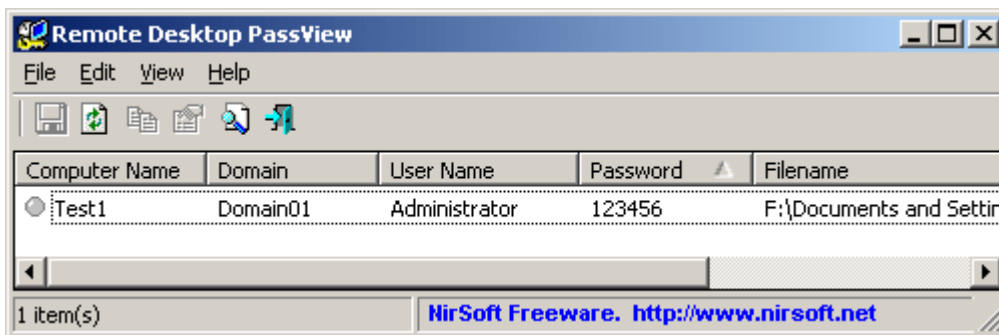 Remote Desktop PassView
File Edit View Help
Computer Name Domain User Name Password Filename
Test1 Domain01 Administrator 123456 F:\Documents and Settin
1 item(s) NirSoft Freeware. http://www.nirsoft.net